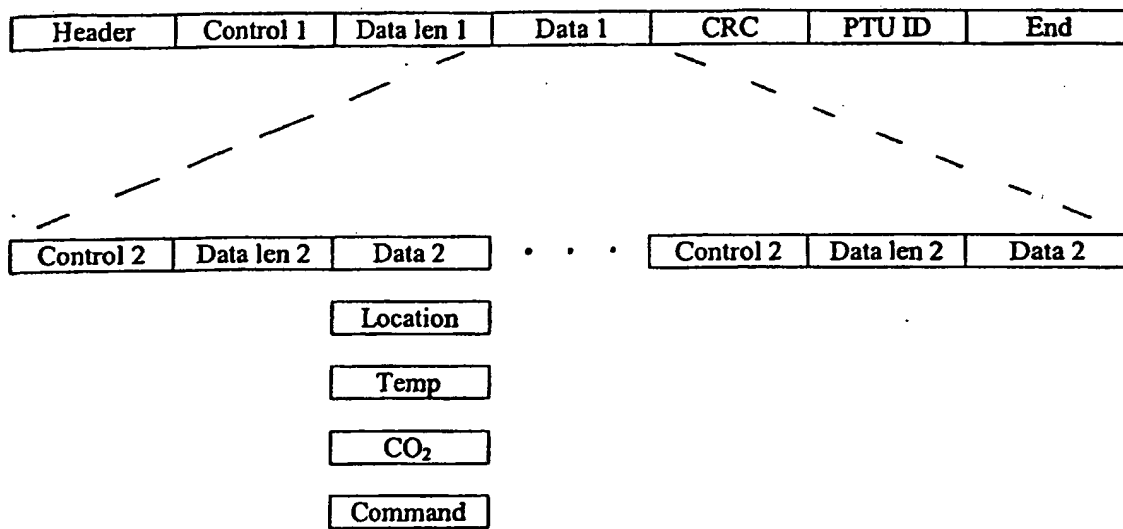 Header Control 1 Data len 1 Data 1 CRC PTU ID End
Control 2 Data len 2 Data 2 . . . . Control 2 Data len 2 Data 2
Location
Temp
CO₂
Command